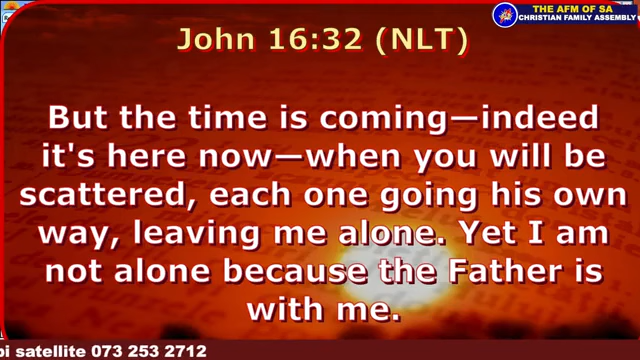 THE AFM OF SA
CHRISTIAN FAMILY ASSEMBLY
John 16:32 (NLT)
But the time is coming—indeed
it's here now—when you will be
scattered, each one going his own
way, leaving me alone. Yet I am
not alone because the Father is
with me.
satellite 073 253 2712